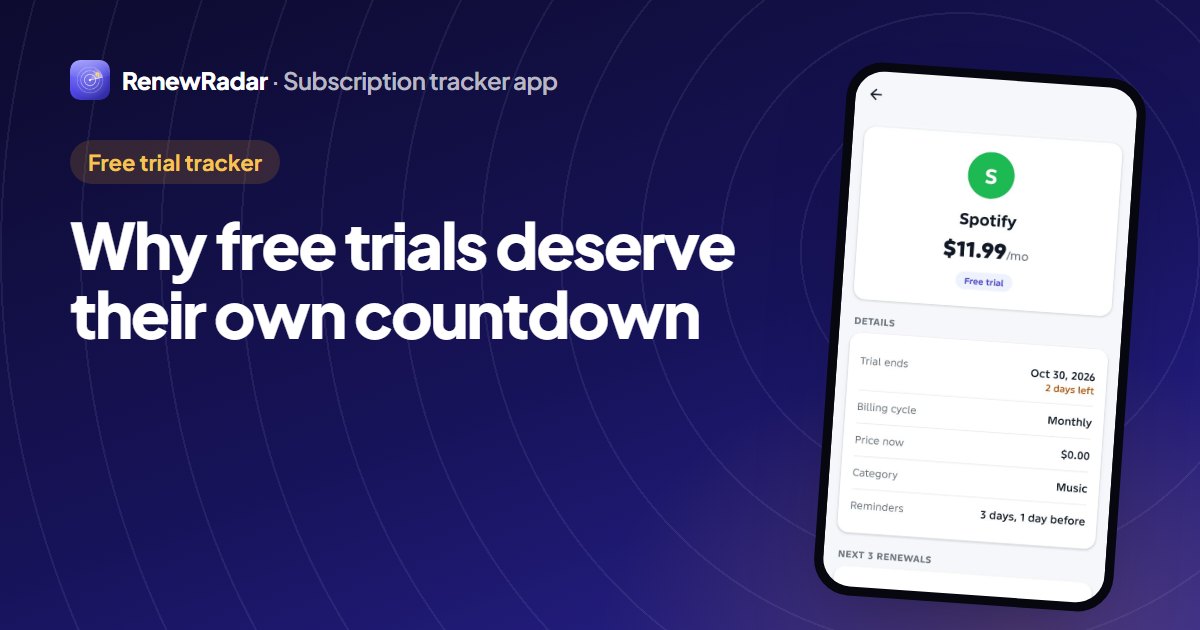 RenewRadar · Subscription tracker app
Free trial tracker
Why free trials deserve
their own countdown
S
Spotify
$11.99/mo
Free trial
DETAILS
Trial ends
Oct 30, 2026
2 days left
Billing cycle
Monthly
Price now
$0.00
Category
Music
Reminders
3 days, 1 day before
NEXT 3 RENEWALS